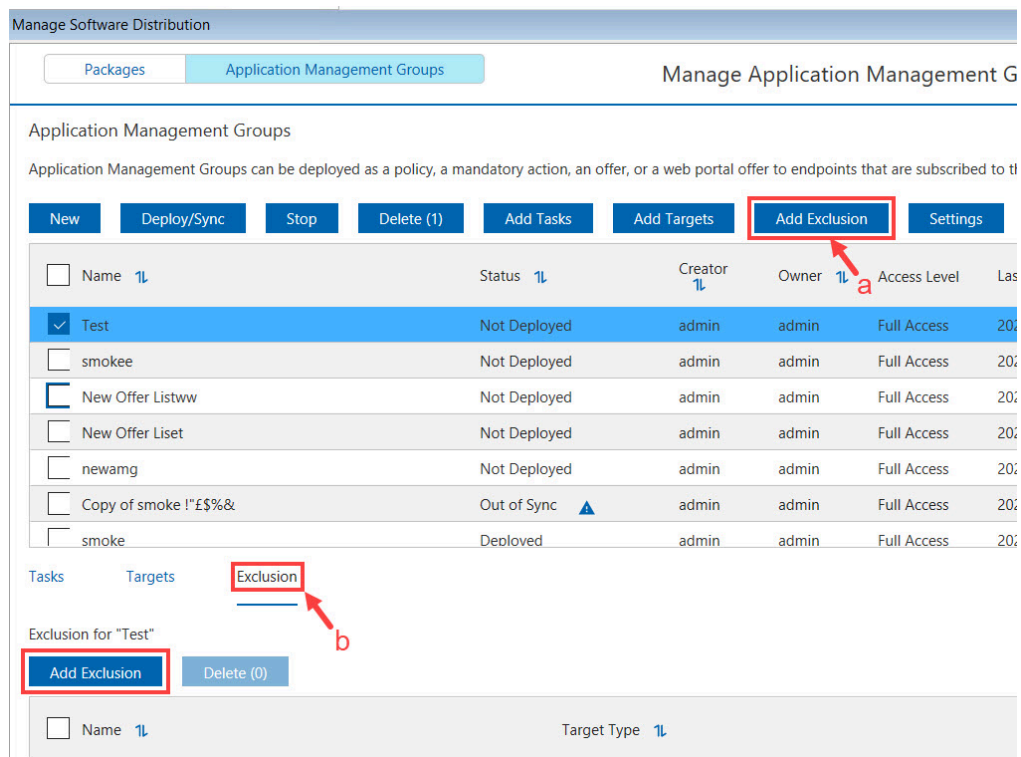 Manage Software Distribution
Packages Application Management Groups Manage Application Management G
Application Management Groups
Application Management Groups can be deployed as a policy, a mandatory action, an offer, or a web portal offer to endpoints that are subscribed to th
New Deploy/Sync Stop Delete (1) Add Tasks Add Targets Add Exclusion Settings
Name Status Creator Owner Access Level Las
a
Test Not Deployed admin admin Full Access 202
smokee Not Deployed admin admin Full Access 202
New Offer Listww Not Deployed admin admin Full Access 202
New Offer Liset Not Deployed admin admin Full Access 202
newamg Not Deployed admin admin Full Access 202
Copy of smoke !"£$%& Out of Sync admin admin Full Access 202
smoke Deployed admin admin Full Access 202
Tasks Targets Exclusion
b
Exclusion for "Test"
Add Exclusion Delete (0)
Name Target Type